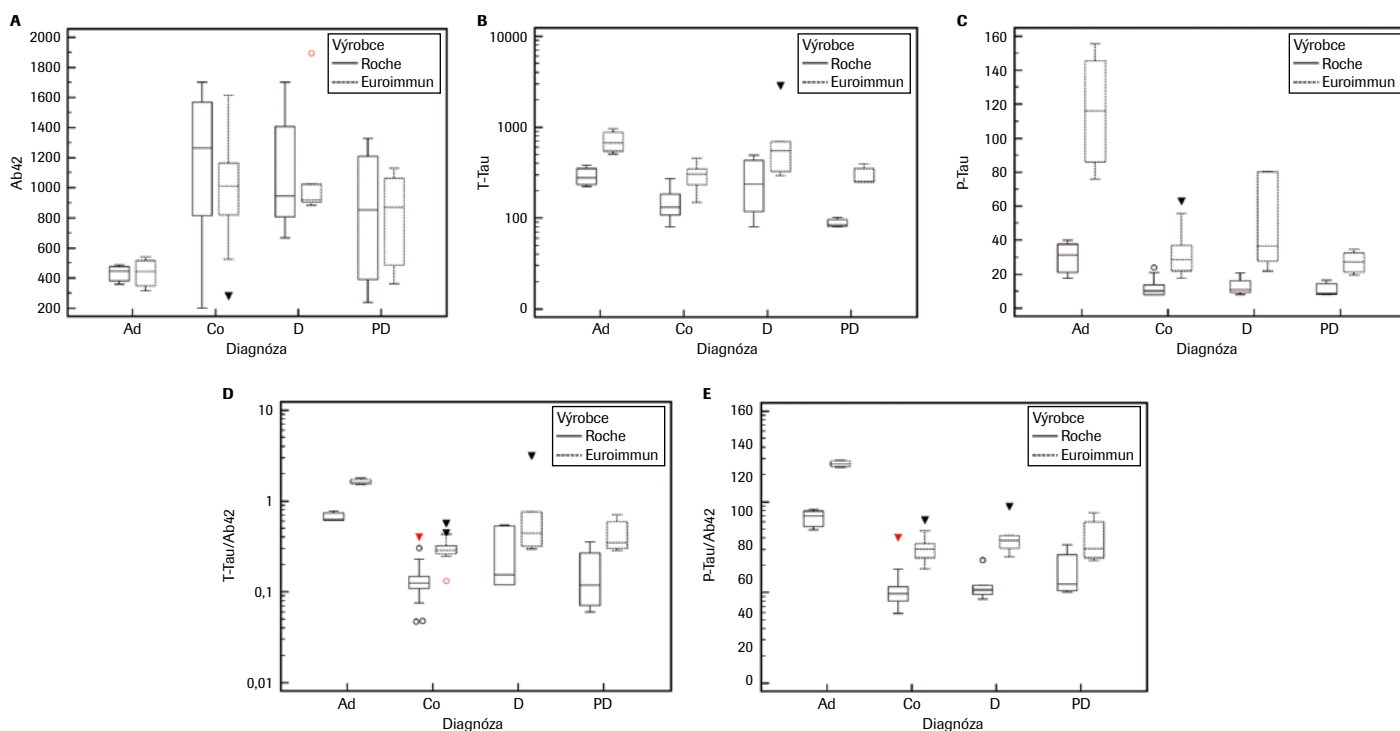 A
Ab42
2000
1800
1600
1400
1200
1000
800
600
400
200
Výrobce
Roche
Euroimmun
Ad Co D PD
Diagnóza
B
T-Tau
10000
1000
100
0
Výrobce
Roche
Euroimmun
Ad Co D PD
Diagnóza
C
P-Tau
160
140
120
100
80
60
40
20
0
Výrobce
Roche
Euroimmun
Ad Co D PD
Diagnóza
D
T-Tau/Ab42
10
1
0,1
0,01
Výrobce
Roche
Euroimmun
Ad Co D PD
Diagnóza
E
P-Tau/Ab42
160
140
120
100
80
60
40
20
0
Výrobce
Roche
Euroimmun
Ad Co D PD
Diagnóza